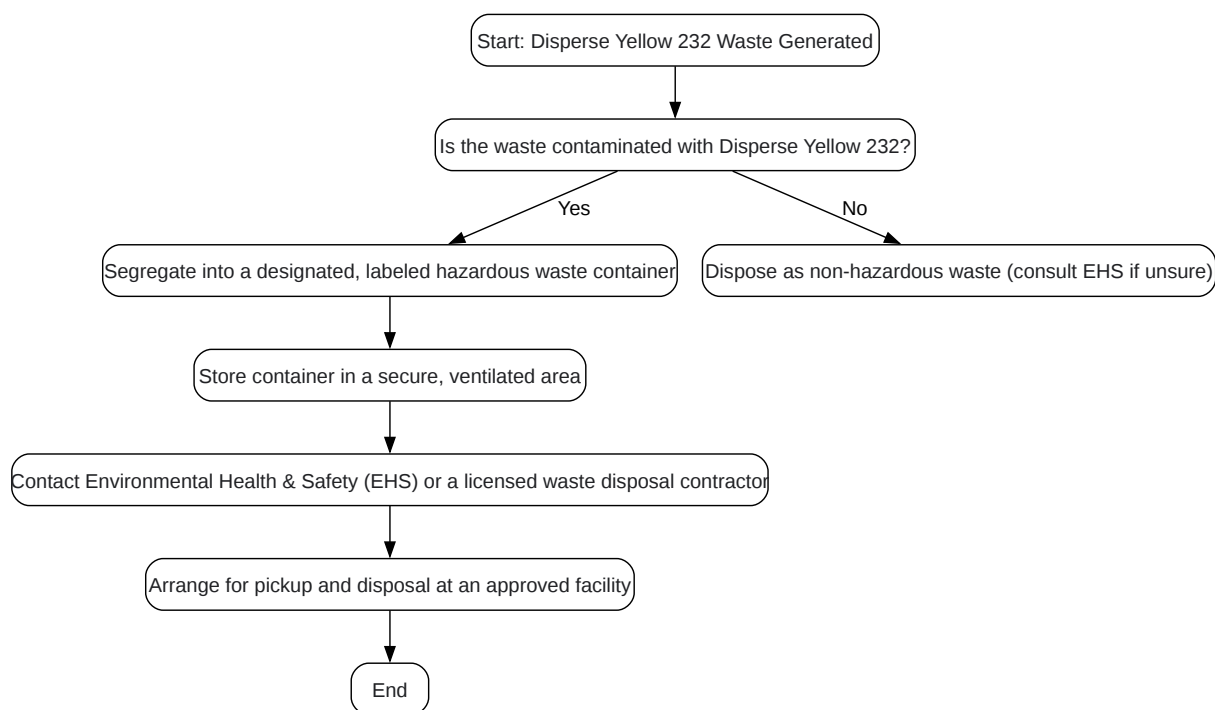 Start: Disperse Yellow 232 Waste Generated
Is the waste contaminated with Disperse Yellow 232?
Yes
No
Segregate into a designated, labeled hazardous waste container
Dispose as non-hazardous waste (consult EHS if unsure)
Store container in a secure, ventilated area
Contact Environmental Health & Safety (EHS) or a licensed waste disposal contractor
Arrange for pickup and disposal at an approved facility
End